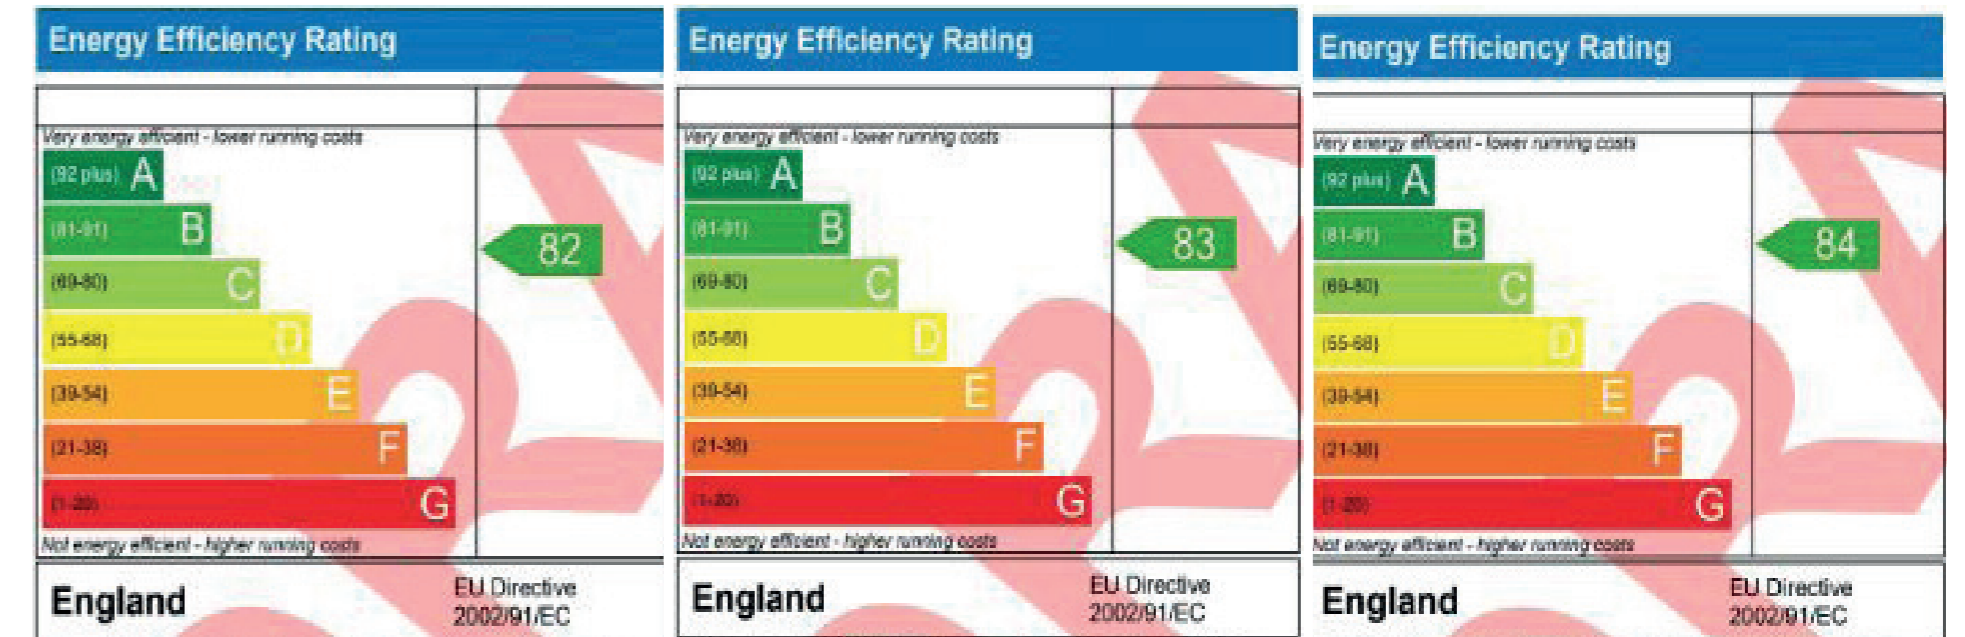 Energy Efficiency Rating
Very energy efficient - lower running costs
(92 plus) A
(81-91) B
82
(69-80) C
(55-68) D
(39-54) E
(21-38) F
(1-20) G
Not energy efficient - higher running costs
England
EU Directive
2002/91/EC
Energy Efficiency Rating
Very energy efficient - lower running costs
(92 plus) A
(81-91) B
83
(69-80) C
(55-68) D
(39-54) E
(21-38) F
(1-20) G
Not energy efficient - higher running costs
England
EU Directive
2002/91/EC
Energy Efficiency Rating
Very energy efficient - lower running costs
(92 plus) A
(81-91) B
84
(69-80) C
(55-68) D
(39-54) E
(21-38) F
(1-20) G
Not energy efficient - higher running costs
England
EU Directive
2002/91/EC